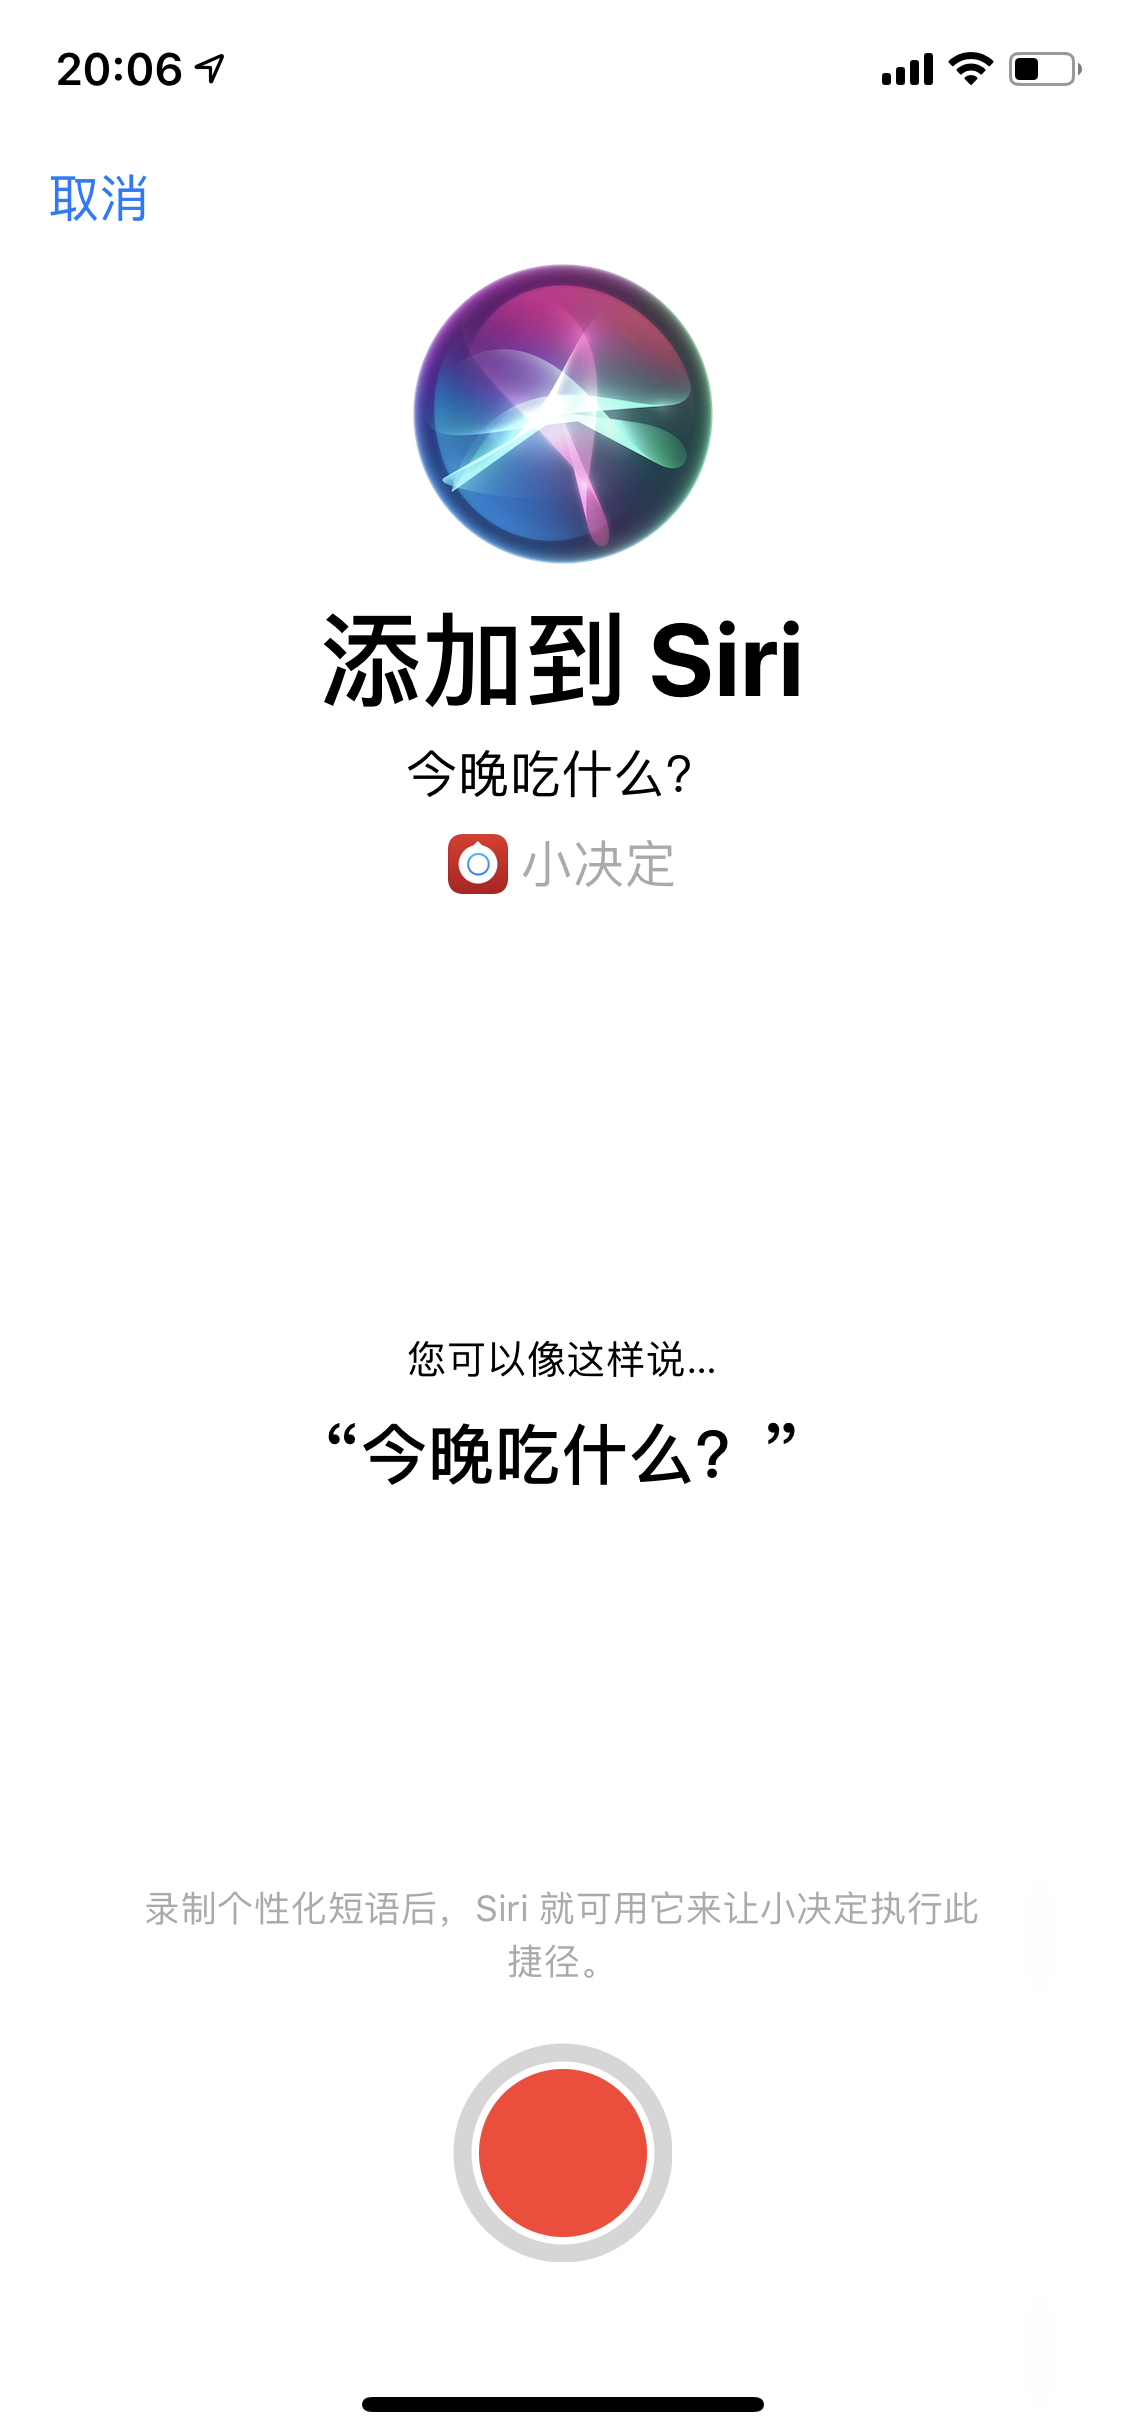 20:06
取消
添加到 Siri
今晚吃什么？
小决定
您可以像这样说...
“今晚吃什么？”
录制个性化短语后，Siri 就可用它来让小决定执行此
捷径。